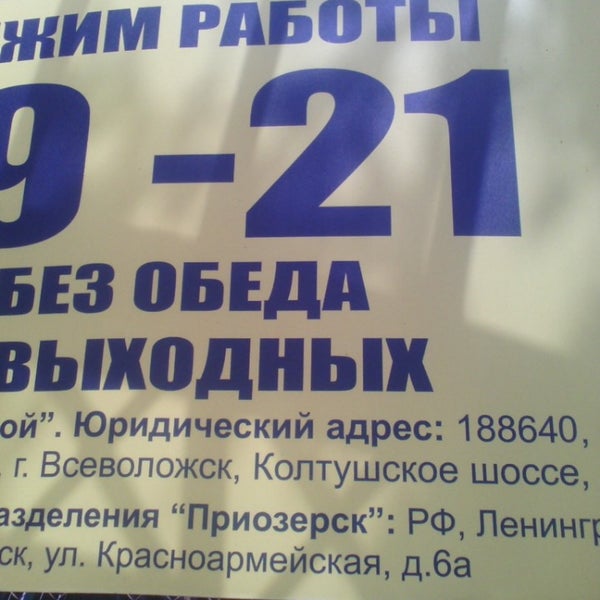 ЖИМ РАБОТЫ
9 -21
БЕЗ ОБЕДА
ВЫХОДНЫХ
ой”. Юридический адрес: 188640,
, г. Всеволожск, Колтушское шоссе,
азделения “Приозерск”: РФ, Ленингр
ск, ул. Красноармейская, д.6а